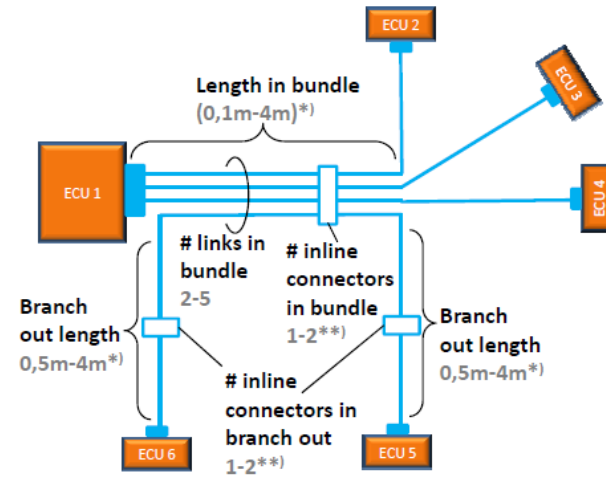 ECU 2
ECU 3
Length in bundle
(0,1m-4m)*)
ECU 1
ECU 4
# links in
bundle
2-5
# inline
connectors
in bundle
1-2**)
Branch
out length
0,5m-4m*)
Branch
out length
0,5m-4m*)
# inline
connectors in
branch out
1-2**)
ECU 6
ECU 5